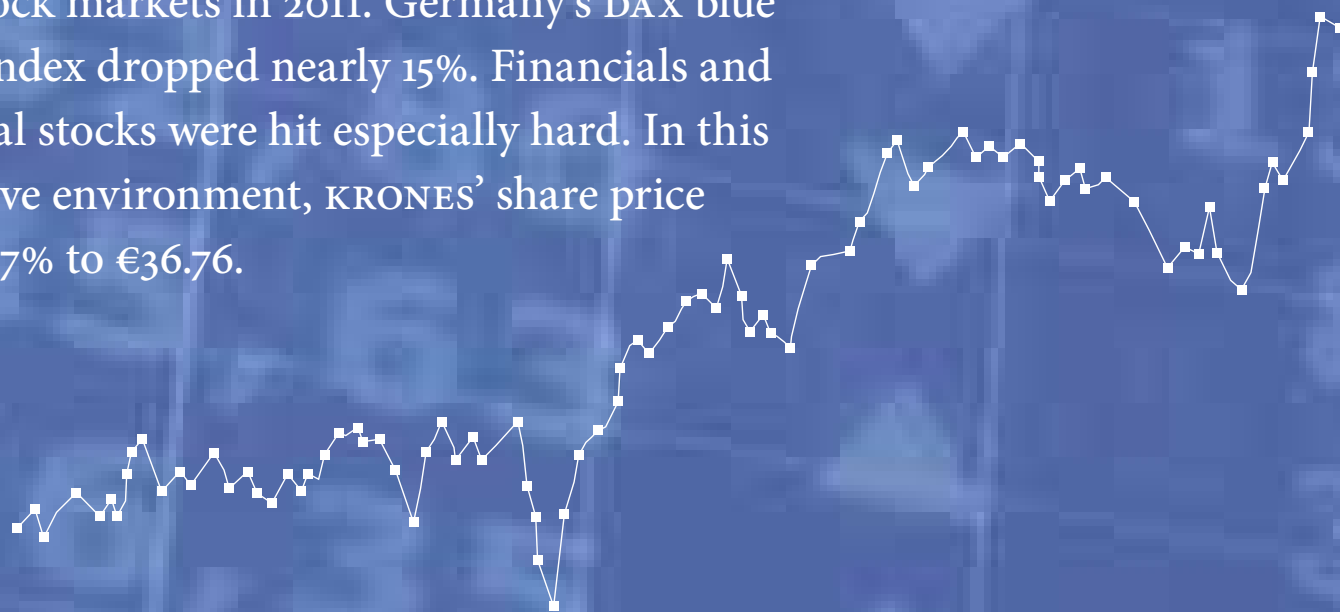 ck markets in 2011. Germany’s DAX blue
ndex dropped nearly 15%. Financials and
al stocks were hit especially hard. In this
ve environment, KRONES’ share price
7% to €36.76.